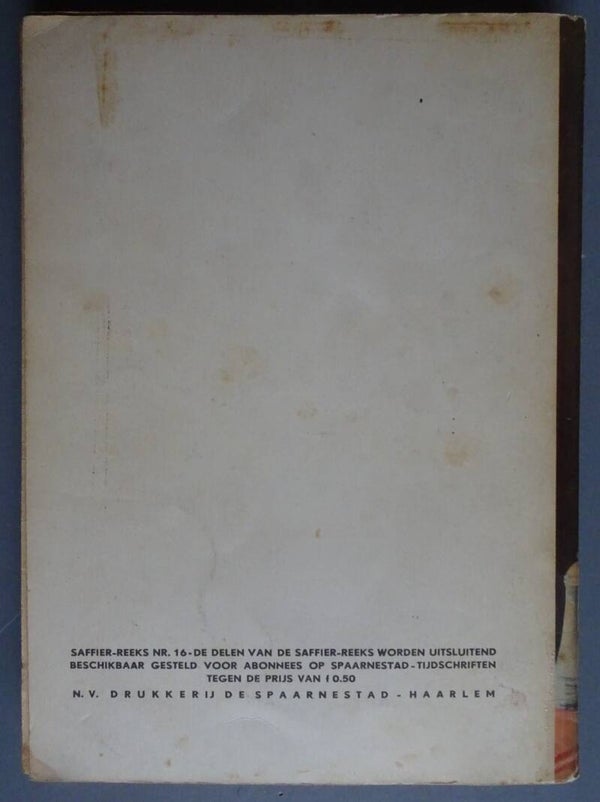 SAFFIER-REEKS NR. 16-DE DELEN VAN DE SAFFIER-REEKS WORDEN UITSLUITEND
BESCHIKBAAR GESTELD VOOR ABONNEES OP SPAARNESTAD-TIJDSCHRIFTEN
TEGEN DE PRIJS VAN f 0.50
N.V. DRUKKERIJ DE SPAARNESTAD - HAARLEM